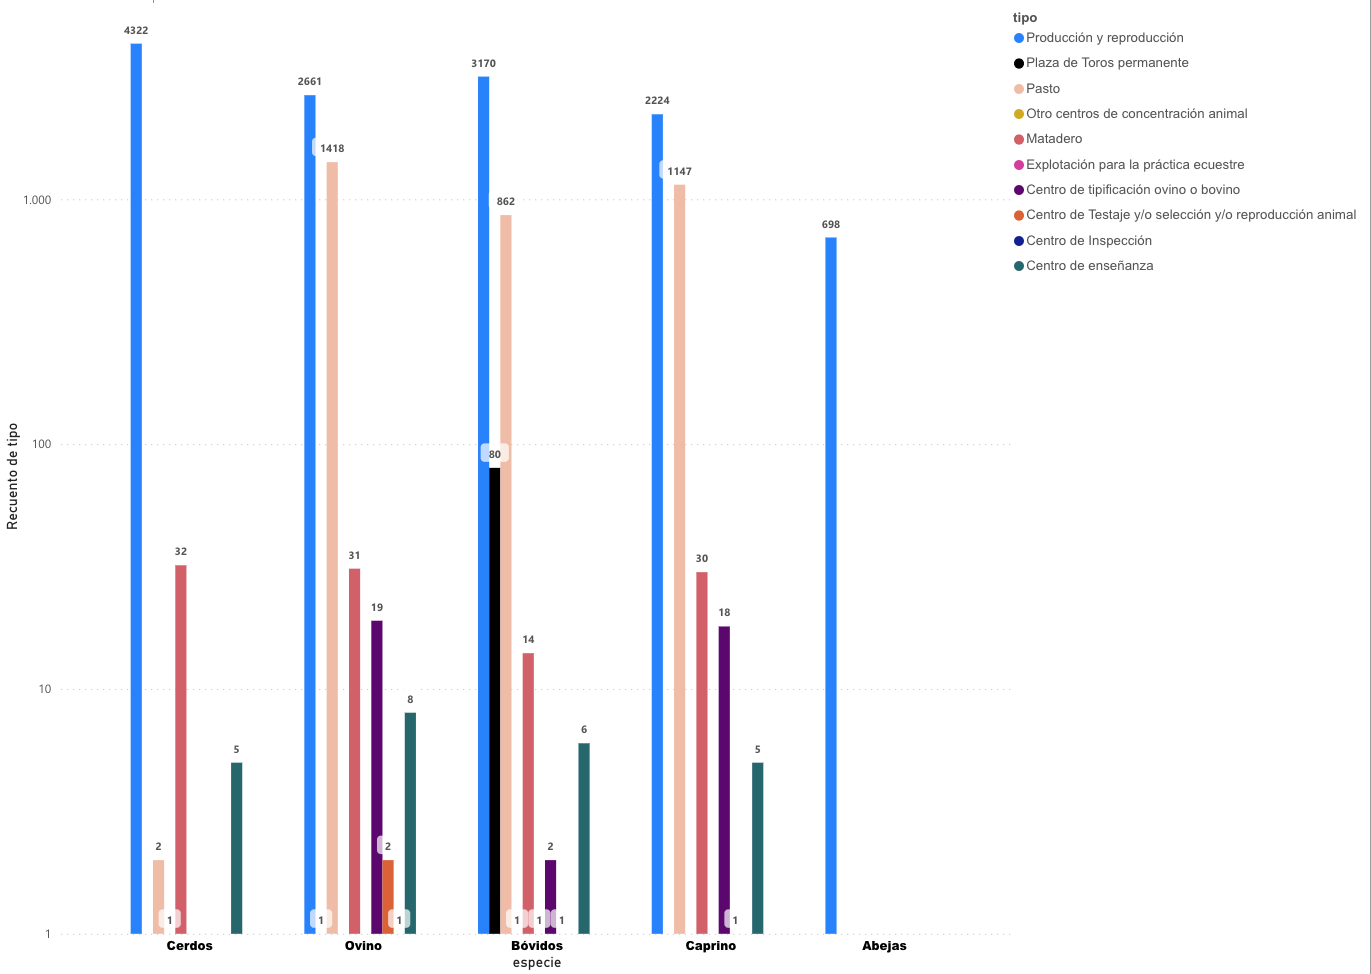 tipo
Producción y reproducción
Plaza de Toros permanente
Pasto
Otro centros de concentración animal
Matadero
Explotación para la práctica ecuestre
Centro de tipificación ovino o bovino
Centro de Testaje y/o selección y/o reproducción animal
Centro de Inspección
Centro de enseñanza
Recuento de tipo
1.000
100
10
1
4322
2
1
32
5
2661
1
1418
31
19
2
1
8
3170
80
862
1
14
1
2
1
6
2224
1147
30
18
1
5
698
Cerdos
Ovino
Bóvidos
Caprino
Abejas
especie